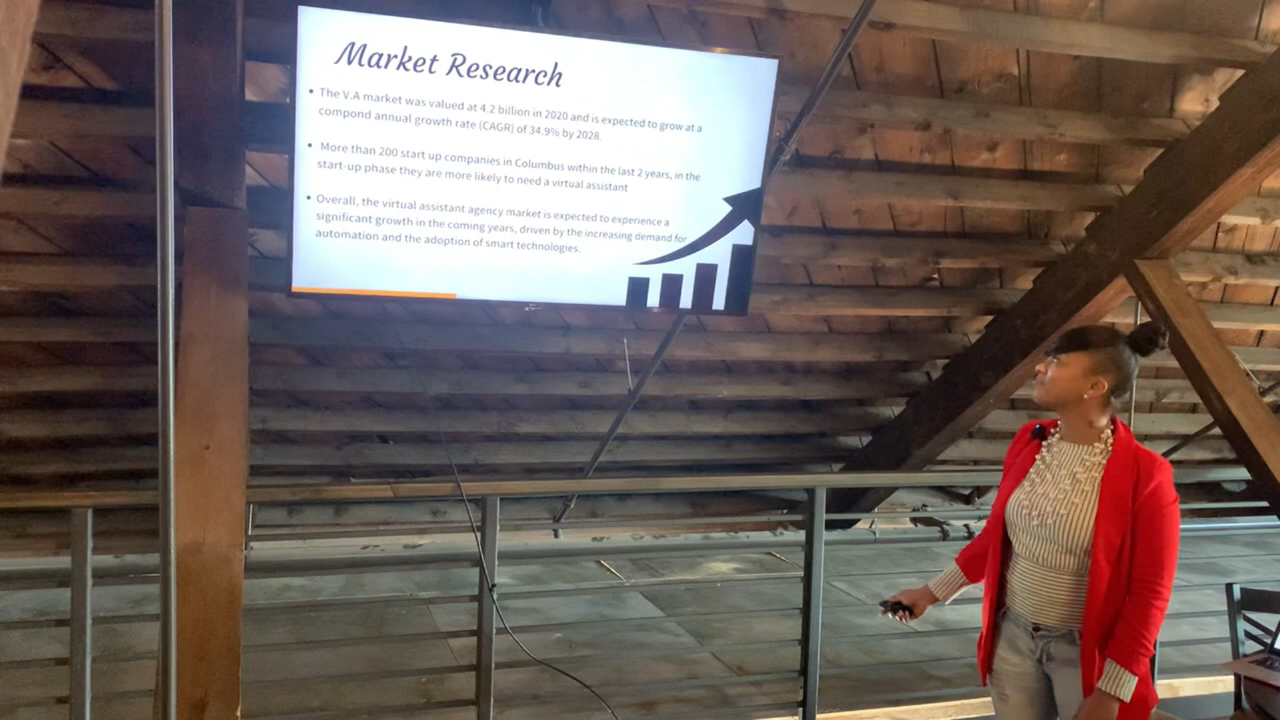 Market Research
• The V.A market was valued at 4.2 billion in 2020 and is expected to grow at a
compond annual growth rate (CAGR) of 34.9% by 2028.
• More than 200 start up companies in Columbus within the last 2 years, in the
start-up phase they are more likely to need a virtual assistant
• Overall, the virtual assistant agency market is expected to experience a
significant growth in the coming years, driven by the increasing demand for
automation and the adoption of smart technologies.